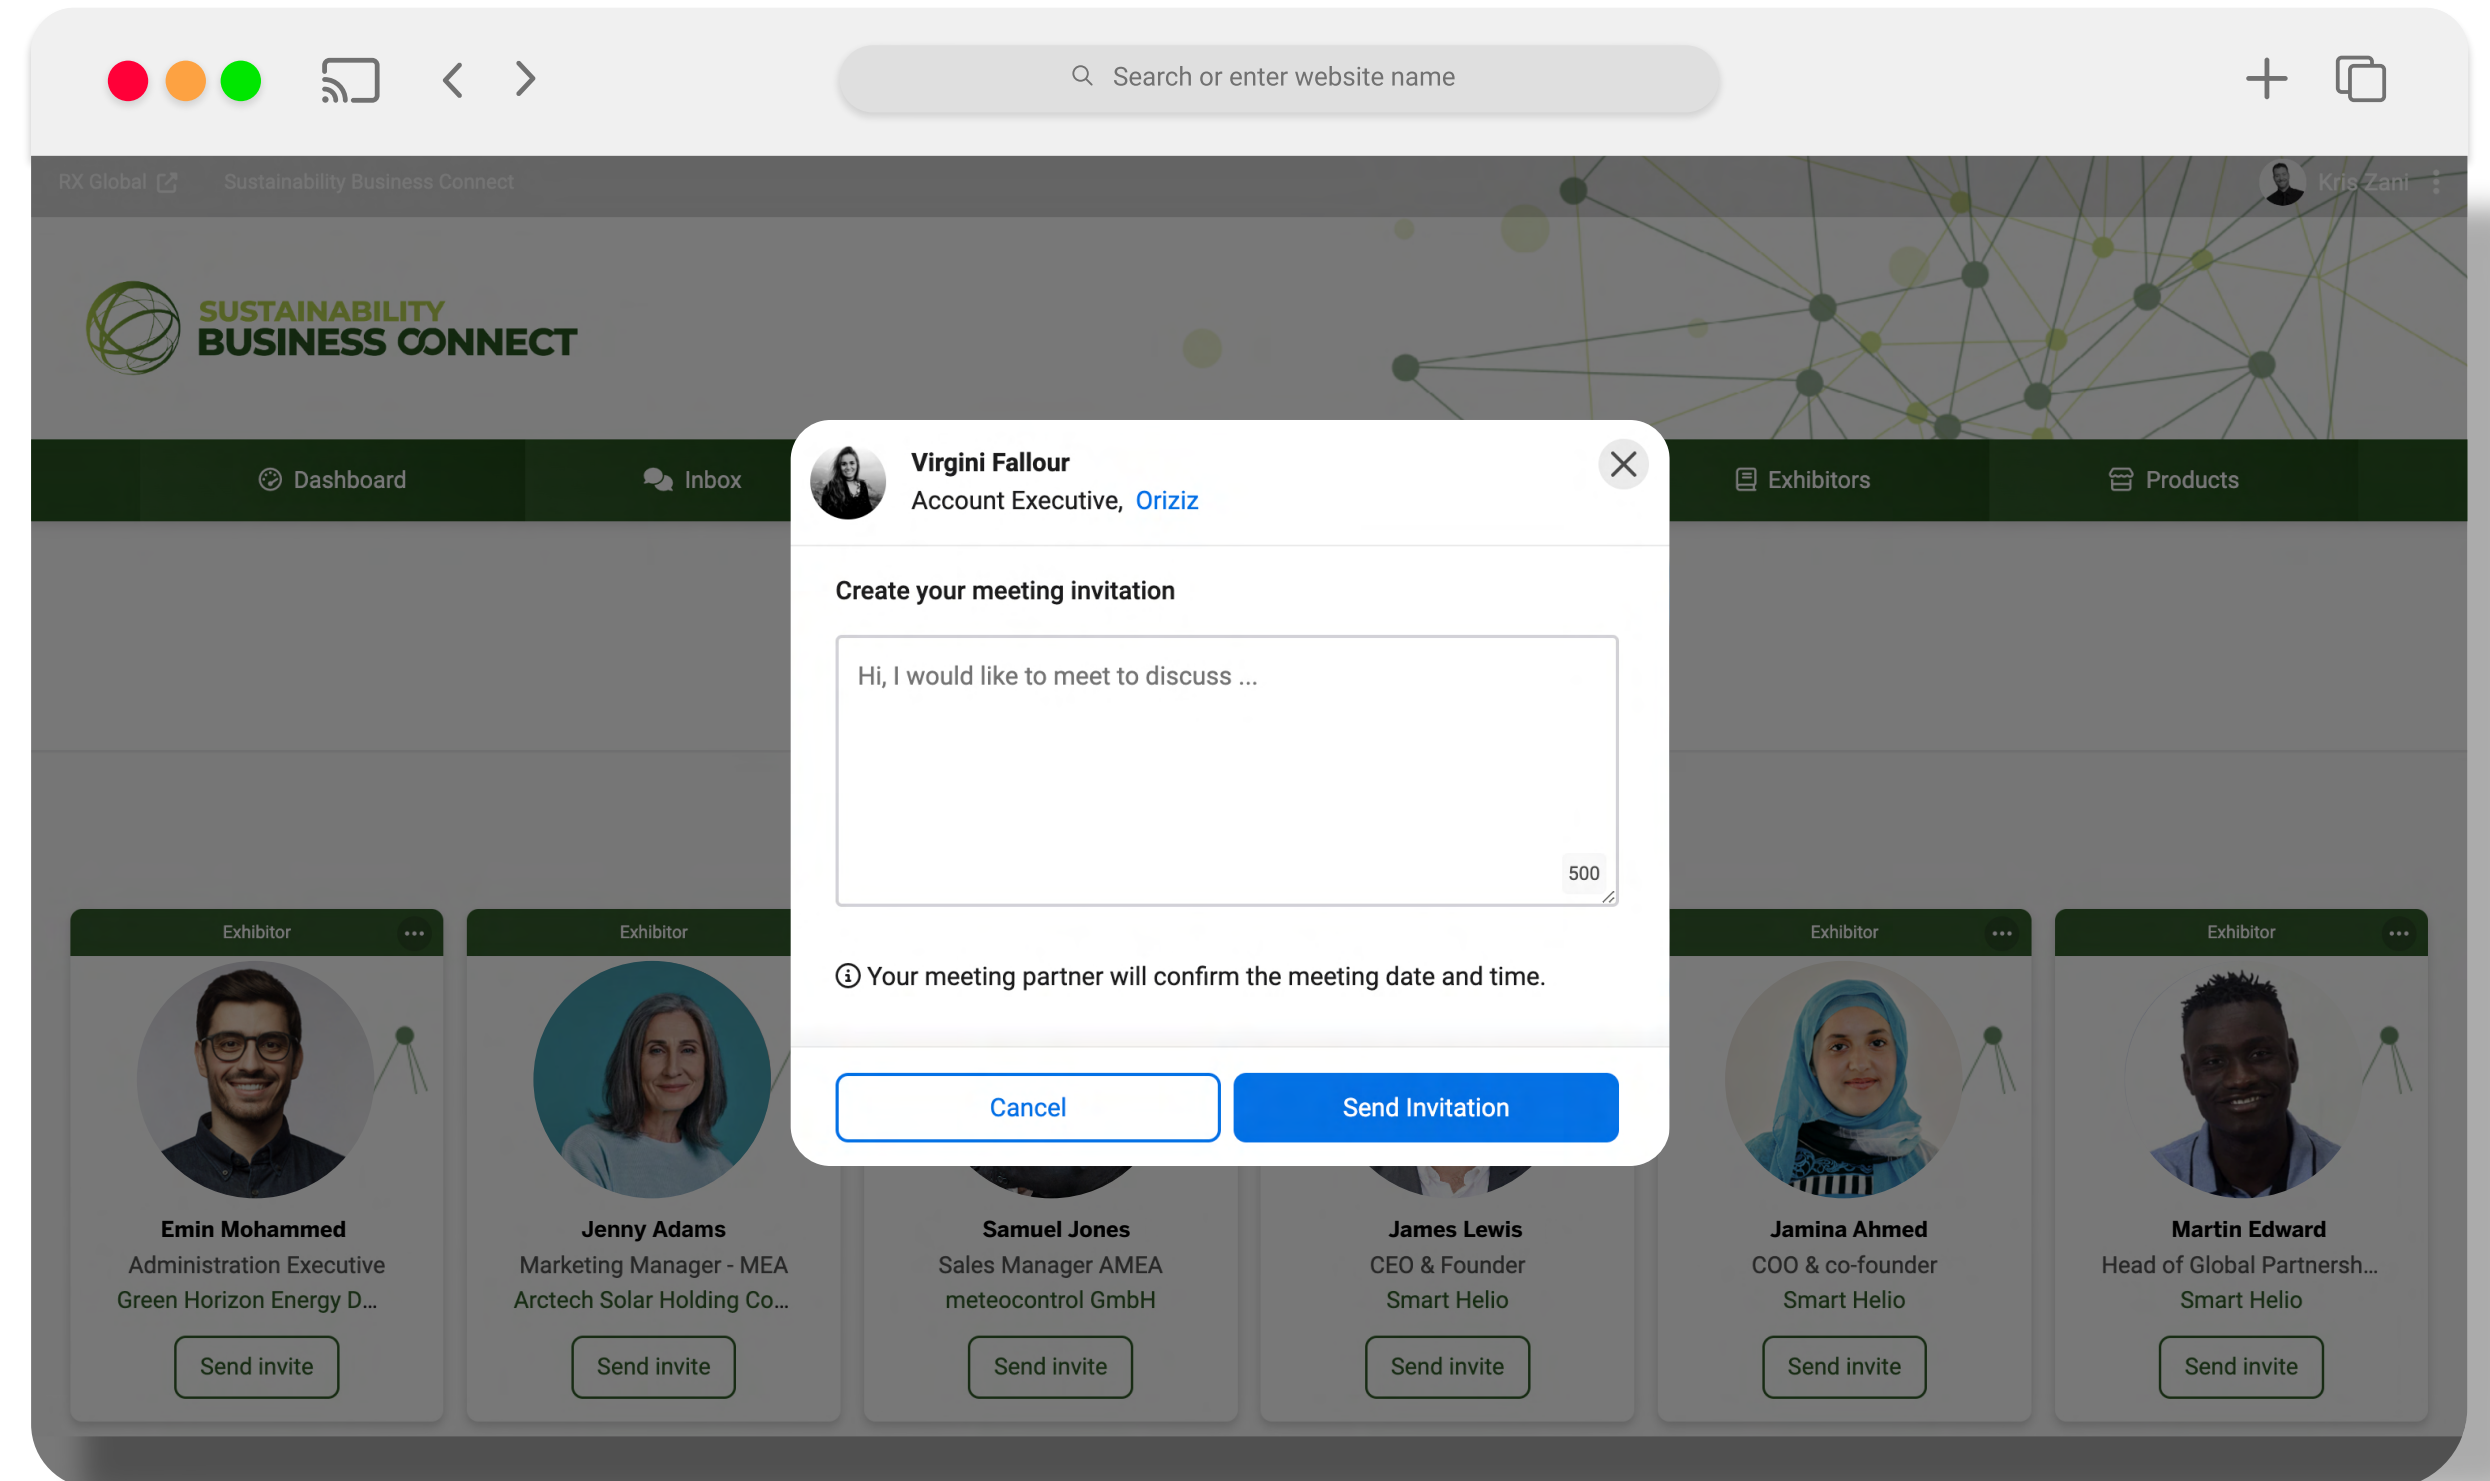 Search or enter website name
RX Global
Sustainability Business Connect
Kris Zani
SUSTAINABILITY
BUSINESS CONNECT
Dashboard
Inbox
Exhibitors
Products
Virgini Fallour
Account Executive, Oriziz
Create your meeting invitation
Hi, I would like to meet to discuss ...
500
Your meeting partner will confirm the meeting date and time.
Cancel
Send Invitation
Exhibitor
Emin Mohammed
Administration Executive
Green Horizon Energy D...
Send invite
Exhibitor
Jenny Adams
Marketing Manager - MEA
Arctech Solar Holding Co...
Send invite
Samuel Jones
Sales Manager AMEA
meteocontrol GmbH
Send invite
James Lewis
CEO & Founder
Smart Helio
Send invite
Exhibitor
Jamina Ahmed
COO & co-founder
Smart Helio
Send invite
Exhibitor
Martin Edward
Head of Global Partnersh...
Smart Helio
Send invite